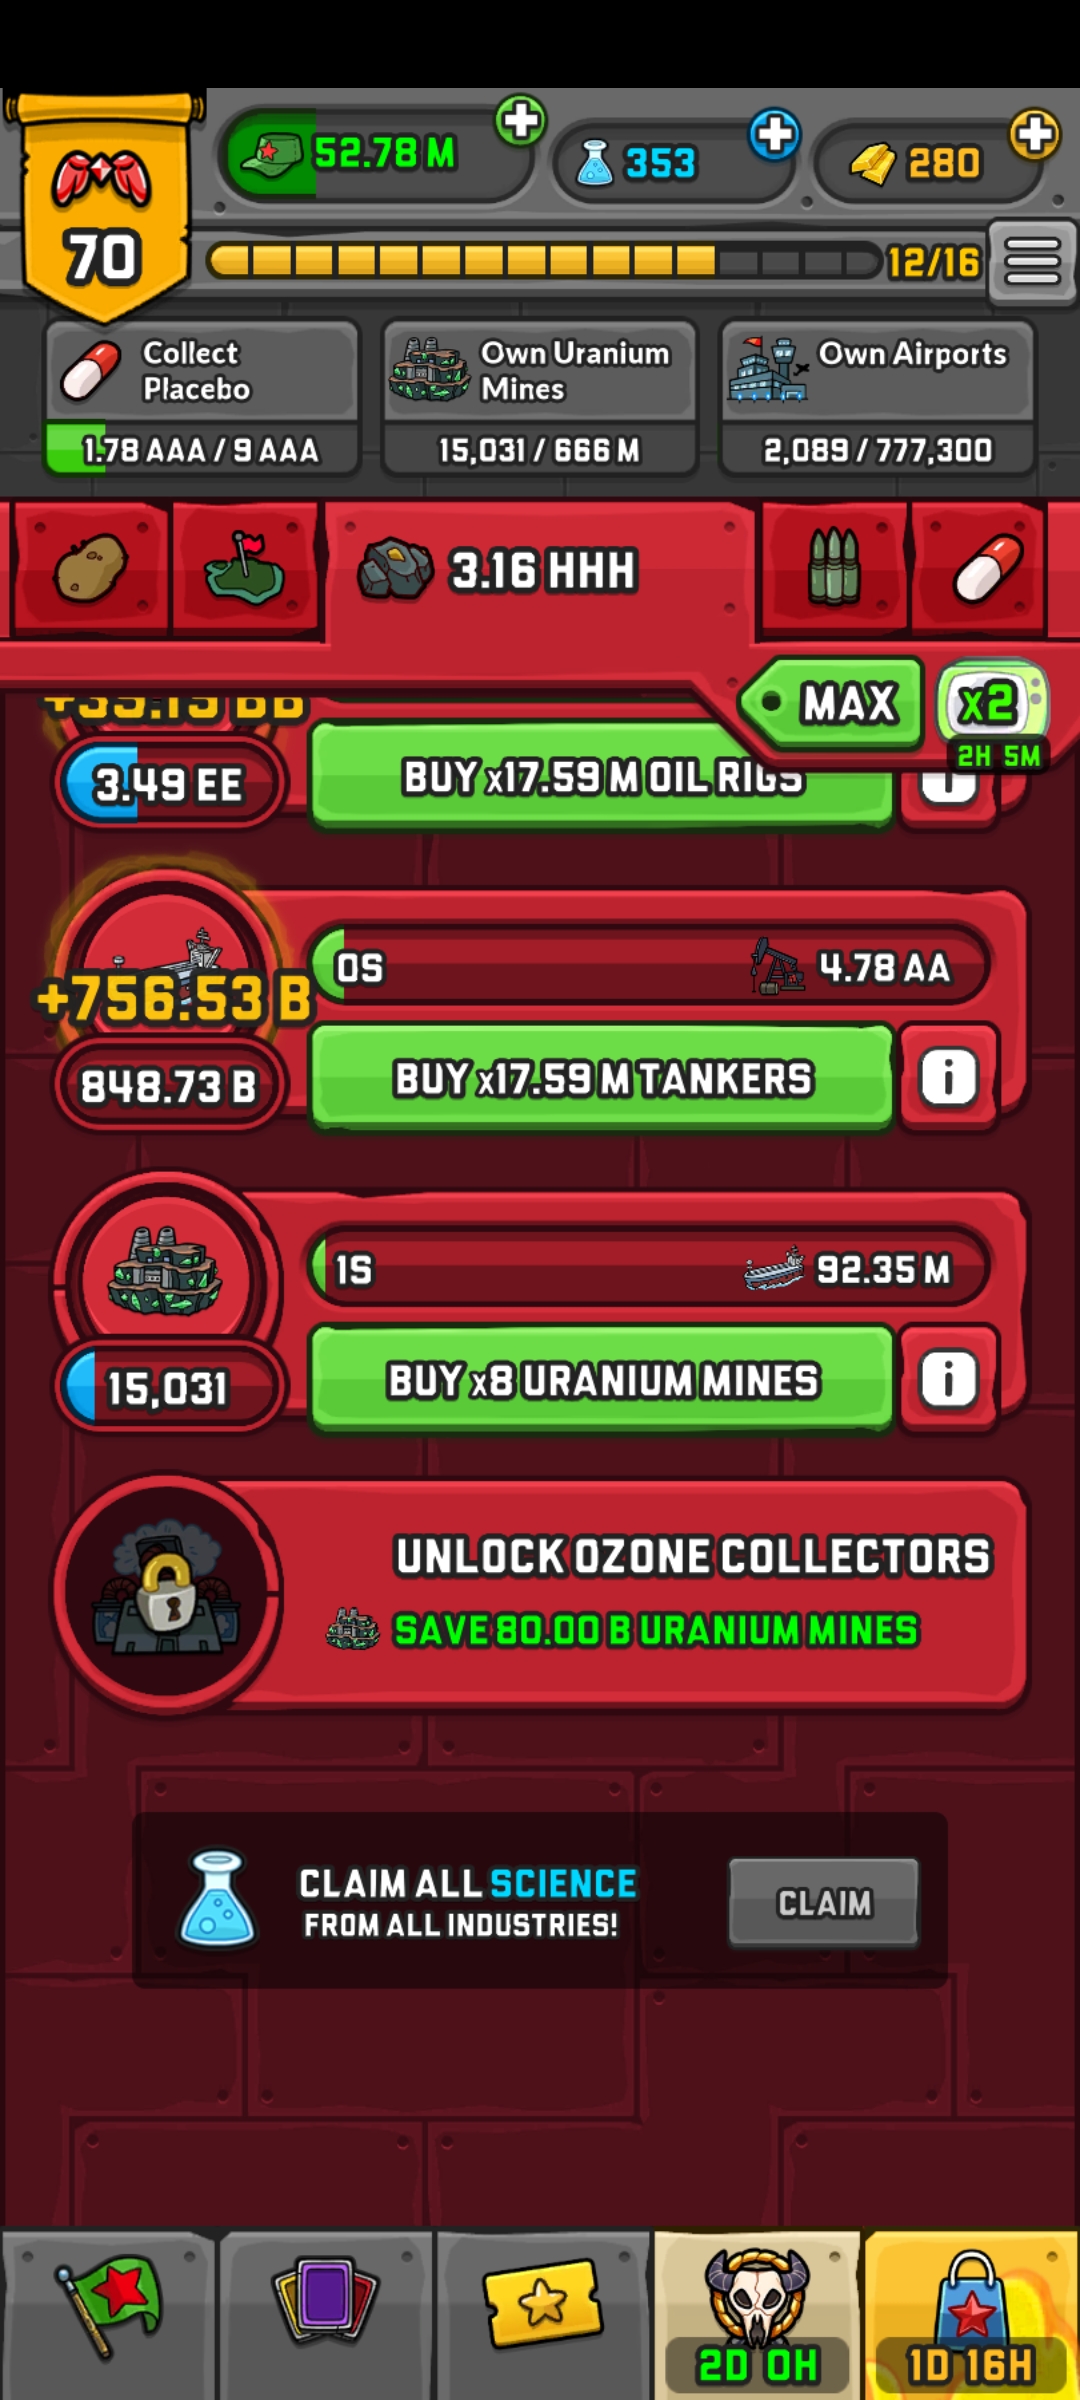 70
52.78 M
353
280
12/16
Collect
Placebo
1.78 AAA / 9 AAA
Own Uranium
Mines
15,031 / 666 M
Own Airports
2,089 / 777,300
3.16 HHH
MAX
x2
2H 5M
+39.19 BB
3.49 EE
BUY x17.59 M OIL RIGS
i
+756.53 B
0S
4.78 AA
848.73 B
BUY x17.59 M TANKERS
i
1S
92.35 M
15,031
BUY x8 URANIUM MINES
i
UNLOCK OZONE COLLECTORS
SAVE 80.00 B URANIUM MINES
CLAIM ALL SCIENCE
FROM ALL INDUSTRIES!
CLAIM
2D 0H
1D 16H